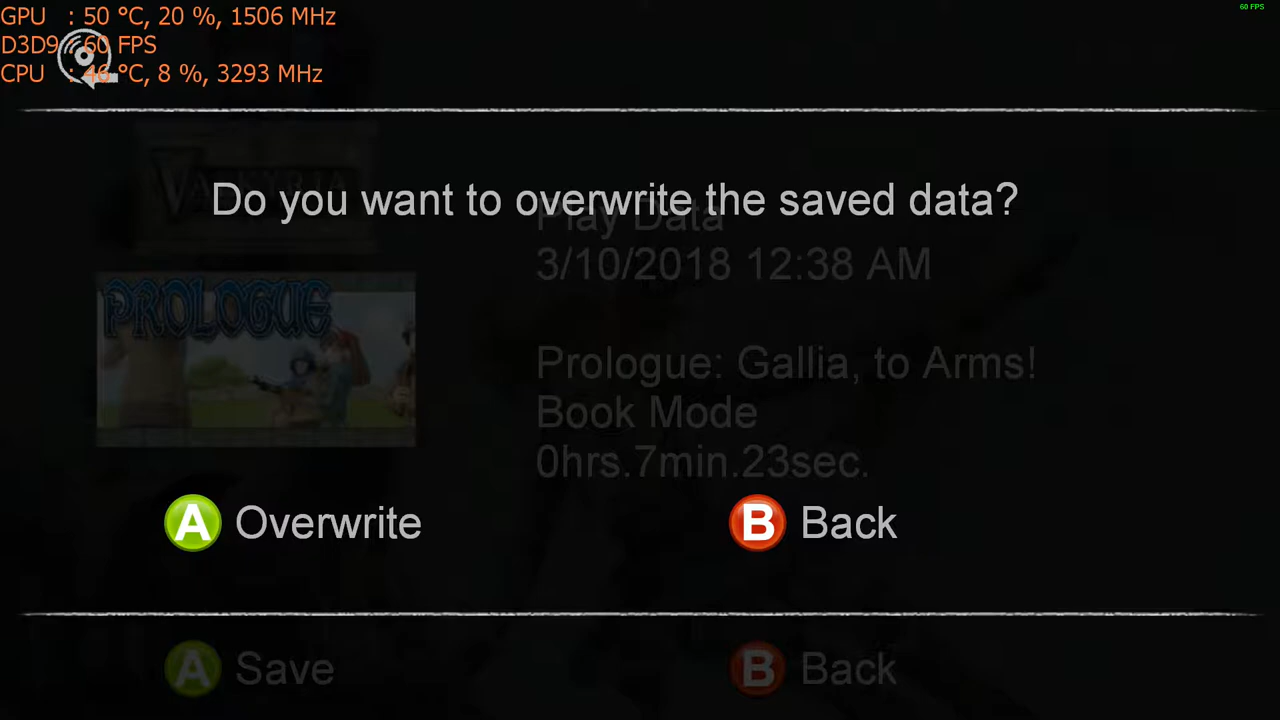 60 FPS
GPU : 50 °C, 20 %, 1506 MHz
D3D9 : 60 FPS
CPU : 46 °C, 8 %, 3293 MHz
VALKYRIA
Do you want to overwrite the saved data?
Play Data
3/10/2018 12:38 AM
PROLOGUE
Prologue: Gallia, to Arms!
Book Mode
0hrs.7min.23sec.
A Overwrite
B Back
A Save
B Back